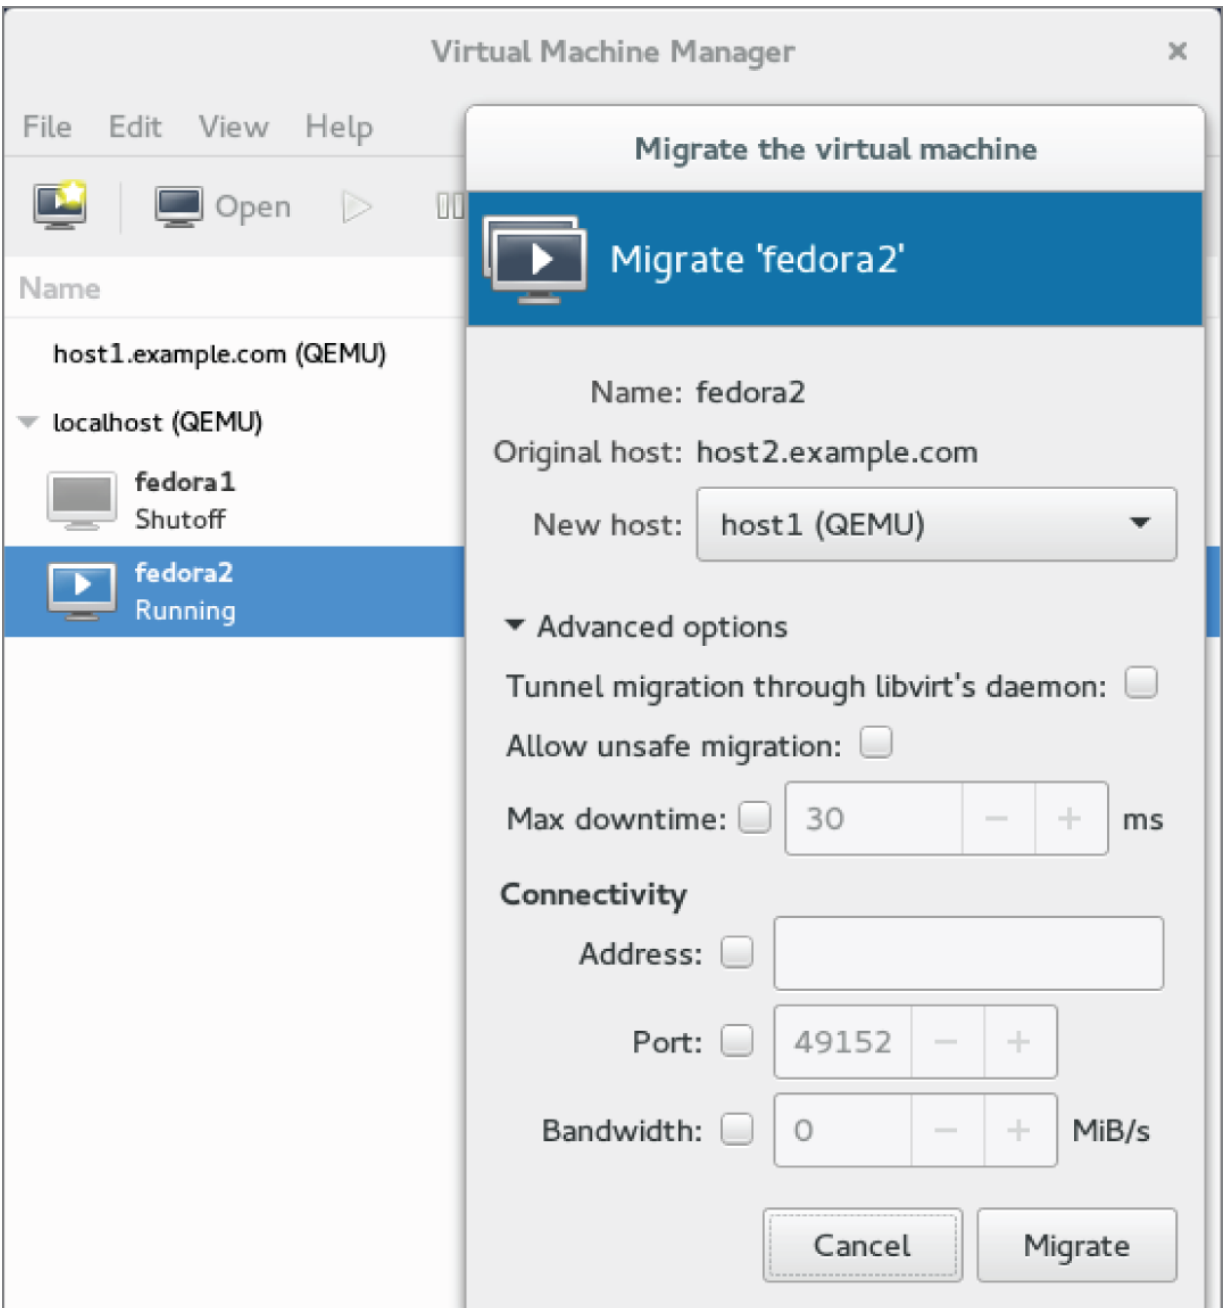 Virtual Machine Manager
File Edit View Help
Open
Name
host1.example.com (QEMU)
localhost (QEMU)
fedora1
Shutoff
fedora2
Running
Migrate the virtual machine
Migrate 'fedora2'
Name: fedora2
Original host: host2.example.com
New host: host1 (QEMU)
Advanced options
Tunnel migration through libvirt's daemon:
Allow unsafe migration:
Max downtime: 30 ms
Connectivity
Address:
Port: 49152
Bandwidth: 0 MiB/s
Cancel Migrate